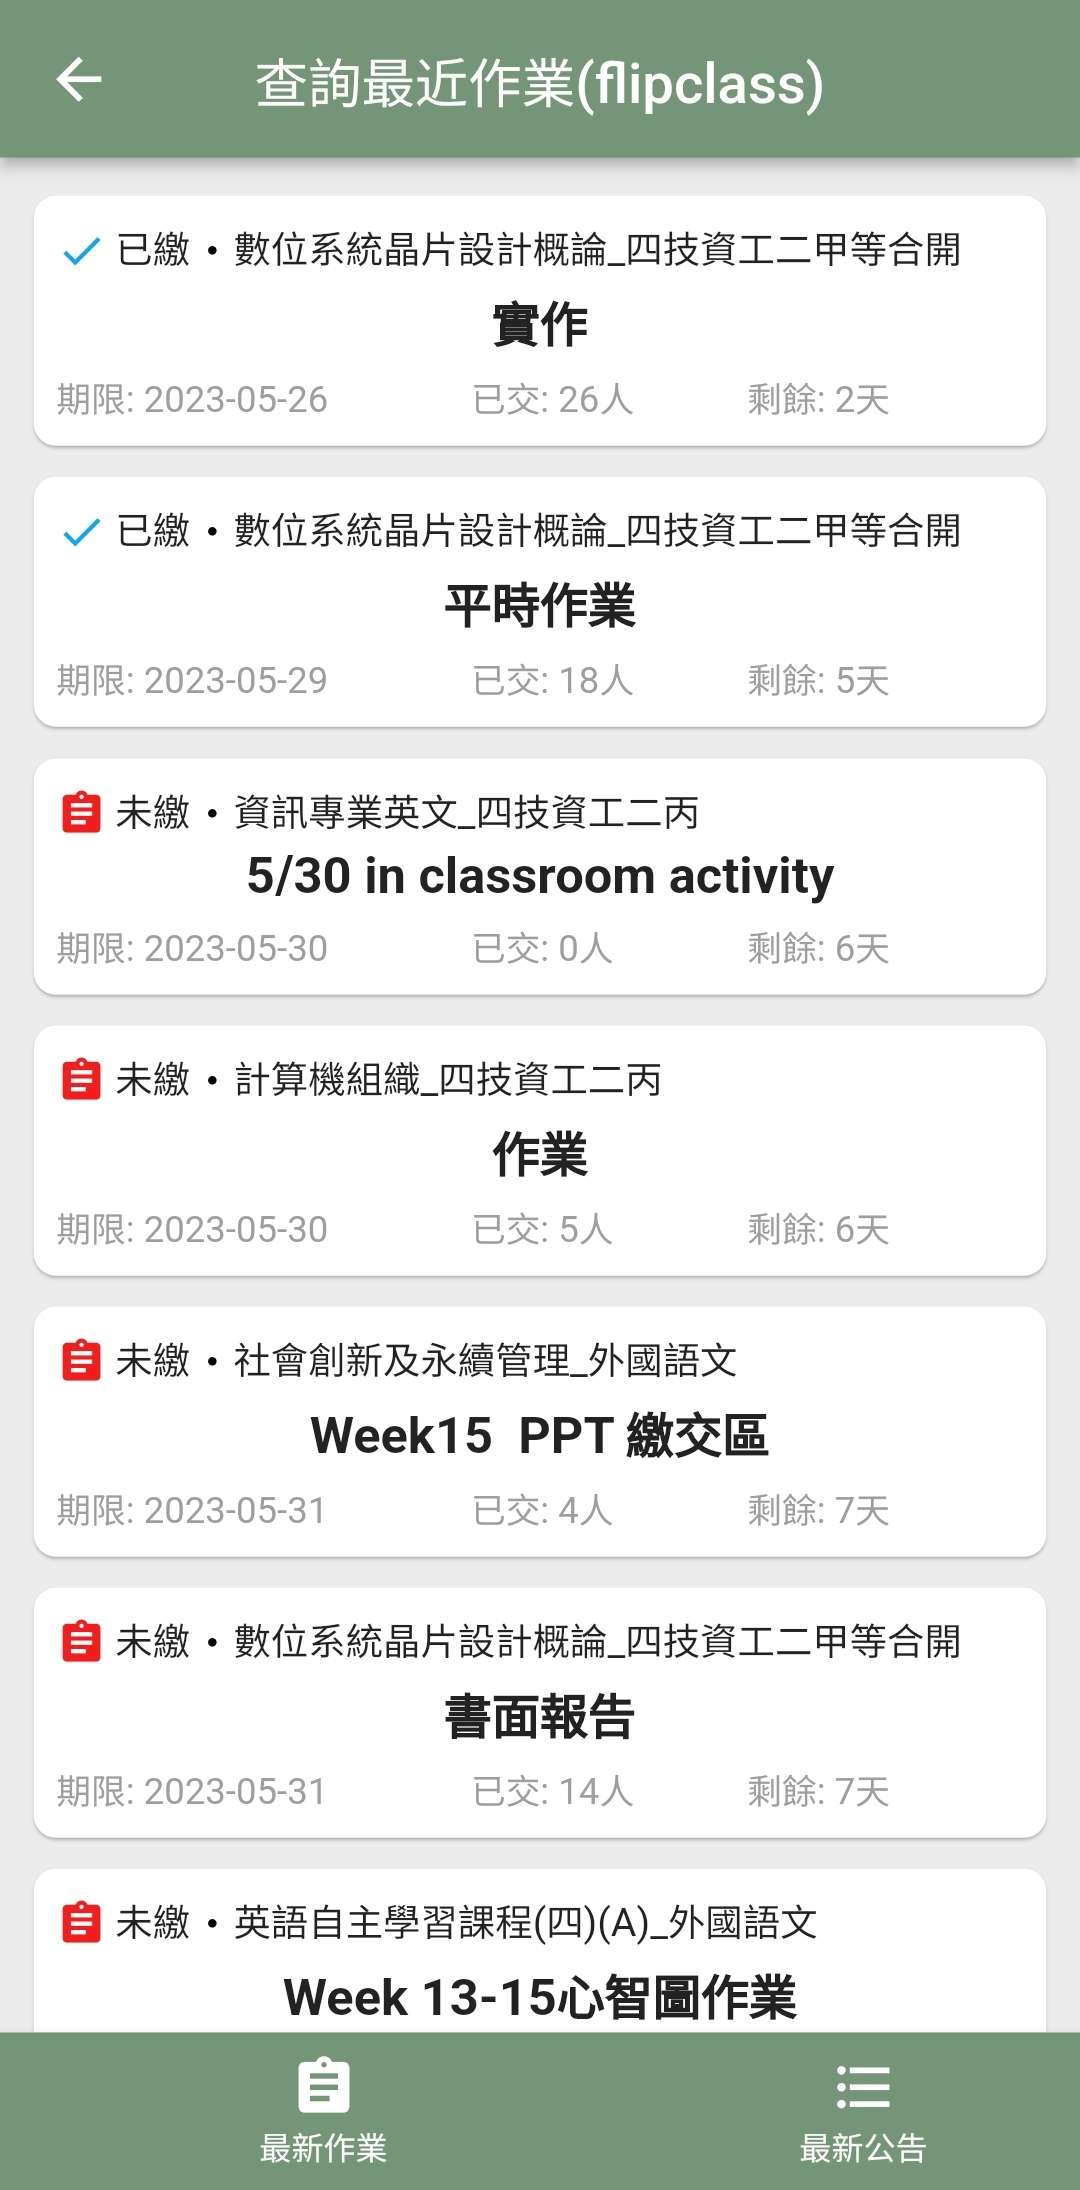 查詢最近作業(flipclass)
已繳 • 數位系統晶片設計概論_四技資工二甲等合開
實作
期限: 2023-05-26 已交: 26人 剩餘: 2天
已繳 • 數位系統晶片設計概論_四技資工二甲等合開
平時作業
期限: 2023-05-29 已交: 18人 剩餘: 5天
未繳 • 資訊專業英文_四技資工二丙
5/30 in classroom activity
期限: 2023-05-30 已交: 0人 剩餘: 6天
未繳 • 計算機組織_四技資工二丙
作業
期限: 2023-05-30 已交: 5人 剩餘: 6天
未繳 • 社會創新及永續管理_外國語文
Week15  PPT 繳交區
期限: 2023-05-31 已交: 4人 剩餘: 7天
未繳 • 數位系統晶片設計概論_四技資工二甲等合開
書面報告
期限: 2023-05-31 已交: 14人 剩餘: 7天
未繳 • 英語自主學習課程(四)(A)_外國語文
Week 13-15心智圖作業
最新作業 最新公告